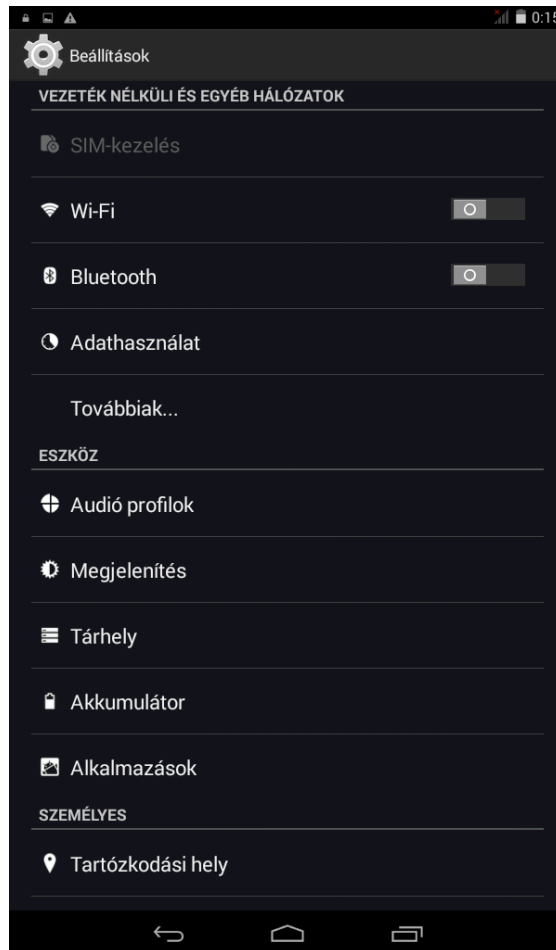 0:15
Beállítások
VEZETÉK NÉLKÜLI ÉS EGYÉB HÁLÓZATOK
SIM-kezelés
Wi-Fi
Bluetooth
Adathasználat
Továbbiak...
ESZKÖZ
Audió profilok
Megjelenítés
Tárhely
Akkumulátor
Alkalmazások
SZEMÉLYES
Tartózkodási hely